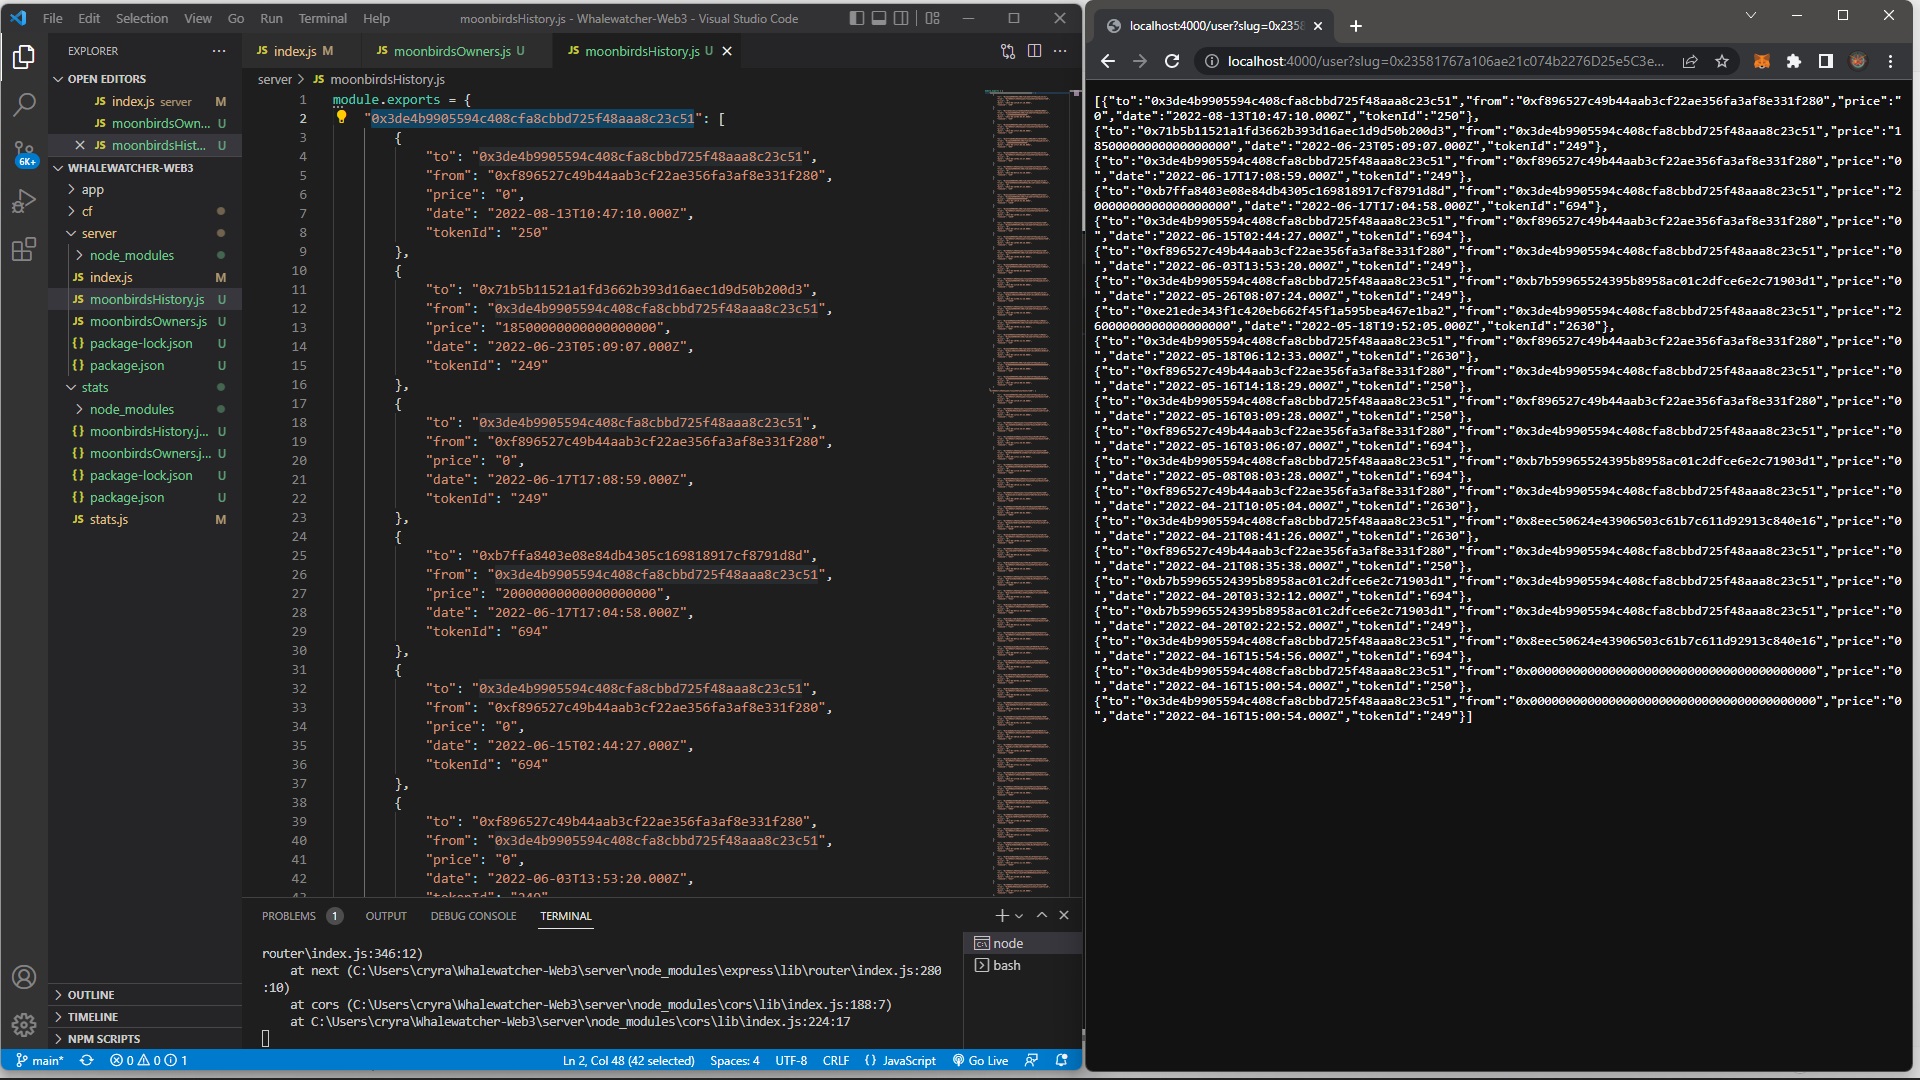 File Edit Selection View Go Run Terminal Help
moonbirdsHistory.js - Whalewatcher-Web3 - Visual Studio Code
EXPLORER
OPEN EDITORS
JS index.js server M
JS moonbirdsOwn... U
JS moonbirdsHist... U
WHALEWATCHER-WEB3
app
cf
server
node_modules
JS index.js M
JS moonbirdsHistory.js U
JS moonbirdsOwners.js U
{} package-lock.json U
{} package.json U
stats
node_modules
{} moonbirdsHistory.j... U
{} moonbirdsOwners.j... U
{} package-lock.json U
{} package.json U
JS stats.js M
OUTLINE
TIMELINE
NPM SCRIPTS
6K+
JS index.js M
JS moonbirdsOwners.js U
JS moonbirdsHistory.js U
server > JS moonbirdsHistory.js
1 module.exports = {
2 "0x3de4b9905594c408cfa8cbbd725f48aaa8c23c51": [
3 {
4 "to": "0x3de4b9905594c408cfa8cbbd725f48aaa8c23c51",
5 "from": "0xf896527c49b44aab3cf22ae356fa3af8e331f280",
6 "price": "0",
7 "date": "2022-08-13T10:47:10.000Z",
8 "tokenId": "250"
9 },
10 {
11 "to": "0x71b5b11521a1fd3662b393d16aec1d9d50b200d3",
12 "from": "0x3de4b9905594c408cfa8cbbd725f48aaa8c23c51",
13 "price": "18500000000000000000",
14 "date": "2022-06-23T05:09:07.000Z",
15 "tokenId": "249"
16 },
17 {
18 "to": "0x3de4b9905594c408cfa8cbbd725f48aaa8c23c51",
19 "from": "0xf896527c49b44aab3cf22ae356fa3af8e331f280",
20 "price": "0",
21 "date": "2022-06-17T17:08:59.000Z",
22 "tokenId": "249"
23 },
24 {
25 "to": "0xb7ffa8403e08e84db4305c169818917cf8791d8d",
26 "from": "0x3de4b9905594c408cfa8cbbd725f48aaa8c23c51",
27 "price": "20000000000000000000",
28 "date": "2022-06-17T17:04:58.000Z",
29 "tokenId": "694"
30 },
31 {
32 "to": "0x3de4b9905594c408cfa8cbbd725f48aaa8c23c51",
33 "from": "0xf896527c49b44aab3cf22ae356fa3af8e331f280",
34 "price": "0",
35 "date": "2022-06-15T02:44:27.000Z",
36 "tokenId": "694"
37 },
38 {
39 "to": "0xf896527c49b44aab3cf22ae356fa3af8e331f280",
40 "from": "0x3de4b9905594c408cfa8cbbd725f48aaa8c23c51",
41 "price": "0",
42 "date": "2022-06-03T13:53:20.000Z",
43 "tokenId": "249"
PROBLEMS 1 OUTPUT DEBUG CONSOLE TERMINAL
router\index.js:346:12)
at next (C:\Users\cryra\Whalewatcher-Web3\server\node_modules\express\lib\router\index.js:280
:10)
at cors (C:\Users\cryra\Whalewatcher-Web3\server\node_modules\cors\lib\index.js:188:7)
at C:\Users\cryra\Whalewatcher-Web3\server\node_modules\cors\lib\index.js:224:17
node
bash
main* 0 0 1 Ln 2, Col 48 (42 selected) Spaces: 4 UTF-8 CRLF {} JavaScript Go Live
localhost:4000/user?slug=0x2358
localhost:4000/user?slug=0x23581767a106ae21c074b2276D25e5C3e...
[{"to":"0x3de4b9905594c408cfa8cbbd725f48aaa8c23c51","from":"0xf896527c49b44aab3cf22ae356fa3af8e331f280","price":"
0","date":"2022-08-13T10:47:10.000Z","tokenId":"250"},
{"to":"0x71b5b11521a1fd3662b393d16aec1d9d50b200d3","from":"0x3de4b9905594c408cfa8cbbd725f48aaa8c23c51","price":"1
8500000000000000000","date":"2022-06-23T05:09:07.000Z","tokenId":"249"},
{"to":"0x3de4b9905594c408cfa8cbbd725f48aaa8c23c51","from":"0xf896527c49b44aab3cf22ae356fa3af8e331f280","price":"0
","date":"2022-06-17T17:08:59.000Z","tokenId":"249"},
{"to":"0xb7ffa8403e08e84db4305c169818917cf8791d8d","from":"0x3de4b9905594c408cfa8cbbd725f48aaa8c23c51","price":"2
0000000000000000000","date":"2022-06-17T17:04:58.000Z","tokenId":"694"},
{"to":"0x3de4b9905594c408cfa8cbbd725f48aaa8c23c51","from":"0xf896527c49b44aab3cf22ae356fa3af8e331f280","price":"0
","date":"2022-06-15T02:44:27.000Z","tokenId":"694"},
{"to":"0xf896527c49b44aab3cf22ae356fa3af8e331f280","from":"0x3de4b9905594c408cfa8cbbd725f48aaa8c23c51","price":"0
","date":"2022-06-03T13:53:20.000Z","tokenId":"249"},
{"to":"0x3de4b9905594c408cfa8cbbd725f48aaa8c23c51","from":"0xb7b59965524395b8958ac01c2dfce6e2c71903d1","price":"0
","date":"2022-05-26T08:07:24.000Z","tokenId":"249"},
{"to":"0xe21ede343f1c420eb662f45f1a595bea467e1ba2","from":"0x3de4b9905594c408cfa8cbbd725f48aaa8c23c51","price":"2
6000000000000000000","date":"2022-05-18T19:52:05.000Z","tokenId":"2630"},
{"to":"0x3de4b9905594c408cfa8cbbd725f48aaa8c23c51","from":"0xf896527c49b44aab3cf22ae356fa3af8e331f280","price":"0
","date":"2022-05-18T06:12:33.000Z","tokenId":"2630"},
{"to":"0xf896527c49b44aab3cf22ae356fa3af8e331f280","from":"0x3de4b9905594c408cfa8cbbd725f48aaa8c23c51","price":"0
","date":"2022-05-16T14:18:29.000Z","tokenId":"250"},
{"to":"0x3de4b9905594c408cfa8cbbd725f48aaa8c23c51","from":"0xf896527c49b44aab3cf22ae356fa3af8e331f280","price":"0
","date":"2022-05-16T03:09:28.000Z","tokenId":"250"},
{"to":"0xf896527c49b44aab3cf22ae356fa3af8e331f280","from":"0x3de4b9905594c408cfa8cbbd725f48aaa8c23c51","price":"0
","date":"2022-05-16T03:06:07.000Z","tokenId":"694"},
{"to":"0x3de4b9905594c408cfa8cbbd725f48aaa8c23c51","from":"0xb7b59965524395b8958ac01c2dfce6e2c71903d1","price":"0
","date":"2022-05-08T08:03:28.000Z","tokenId":"694"},
{"to":"0xf896527c49b44aab3cf22ae356fa3af8e331f280","from":"0x3de4b9905594c408cfa8cbbd725f48aaa8c23c51","price":"0
","date":"2022-04-21T10:05:04.000Z","tokenId":"2630"},
{"to":"0x3de4b9905594c408cfa8cbbd725f48aaa8c23c51","from":"0x8eec50624e43906503c61b7c611d92913c840e16","price":"0
","date":"2022-04-21T08:41:26.000Z","tokenId":"2630"},
{"to":"0xf896527c49b44aab3cf22ae356fa3af8e331f280","from":"0x3de4b9905594c408cfa8cbbd725f48aaa8c23c51","price":"0
","date":"2022-04-21T08:35:38.000Z","tokenId":"250"},
{"to":"0xb7b59965524395b8958ac01c2dfce6e2c71903d1","from":"0x3de4b9905594c408cfa8cbbd725f48aaa8c23c51","price":"0
","date":"2022-04-20T03:32:12.000Z","tokenId":"694"},
{"to":"0xb7b59965524395b8958ac01c2dfce6e2c71903d1","from":"0x3de4b9905594c408cfa8cbbd725f48aaa8c23c51","price":"0
","date":"2022-04-20T02:22:52.000Z","tokenId":"249"},
{"to":"0x3de4b9905594c408cfa8cbbd725f48aaa8c23c51","from":"0x8eec50624e43906503c61b7c611d92913c840e16","price":"0
","date":"2022-04-16T15:54:56.000Z","tokenId":"694"},
{"to":"0x3de4b9905594c408cfa8cbbd725f48aaa8c23c51","from":"0x0000000000000000000000000000000000000000","price":"0
","date":"2022-04-16T15:00:54.000Z","tokenId":"250"},
{"to":"0x3de4b9905594c408cfa8cbbd725f48aaa8c23c51","from":"0x0000000000000000000000000000000000000000","price":"0
","date":"2022-04-16T15:00:54.000Z","tokenId":"249"}]